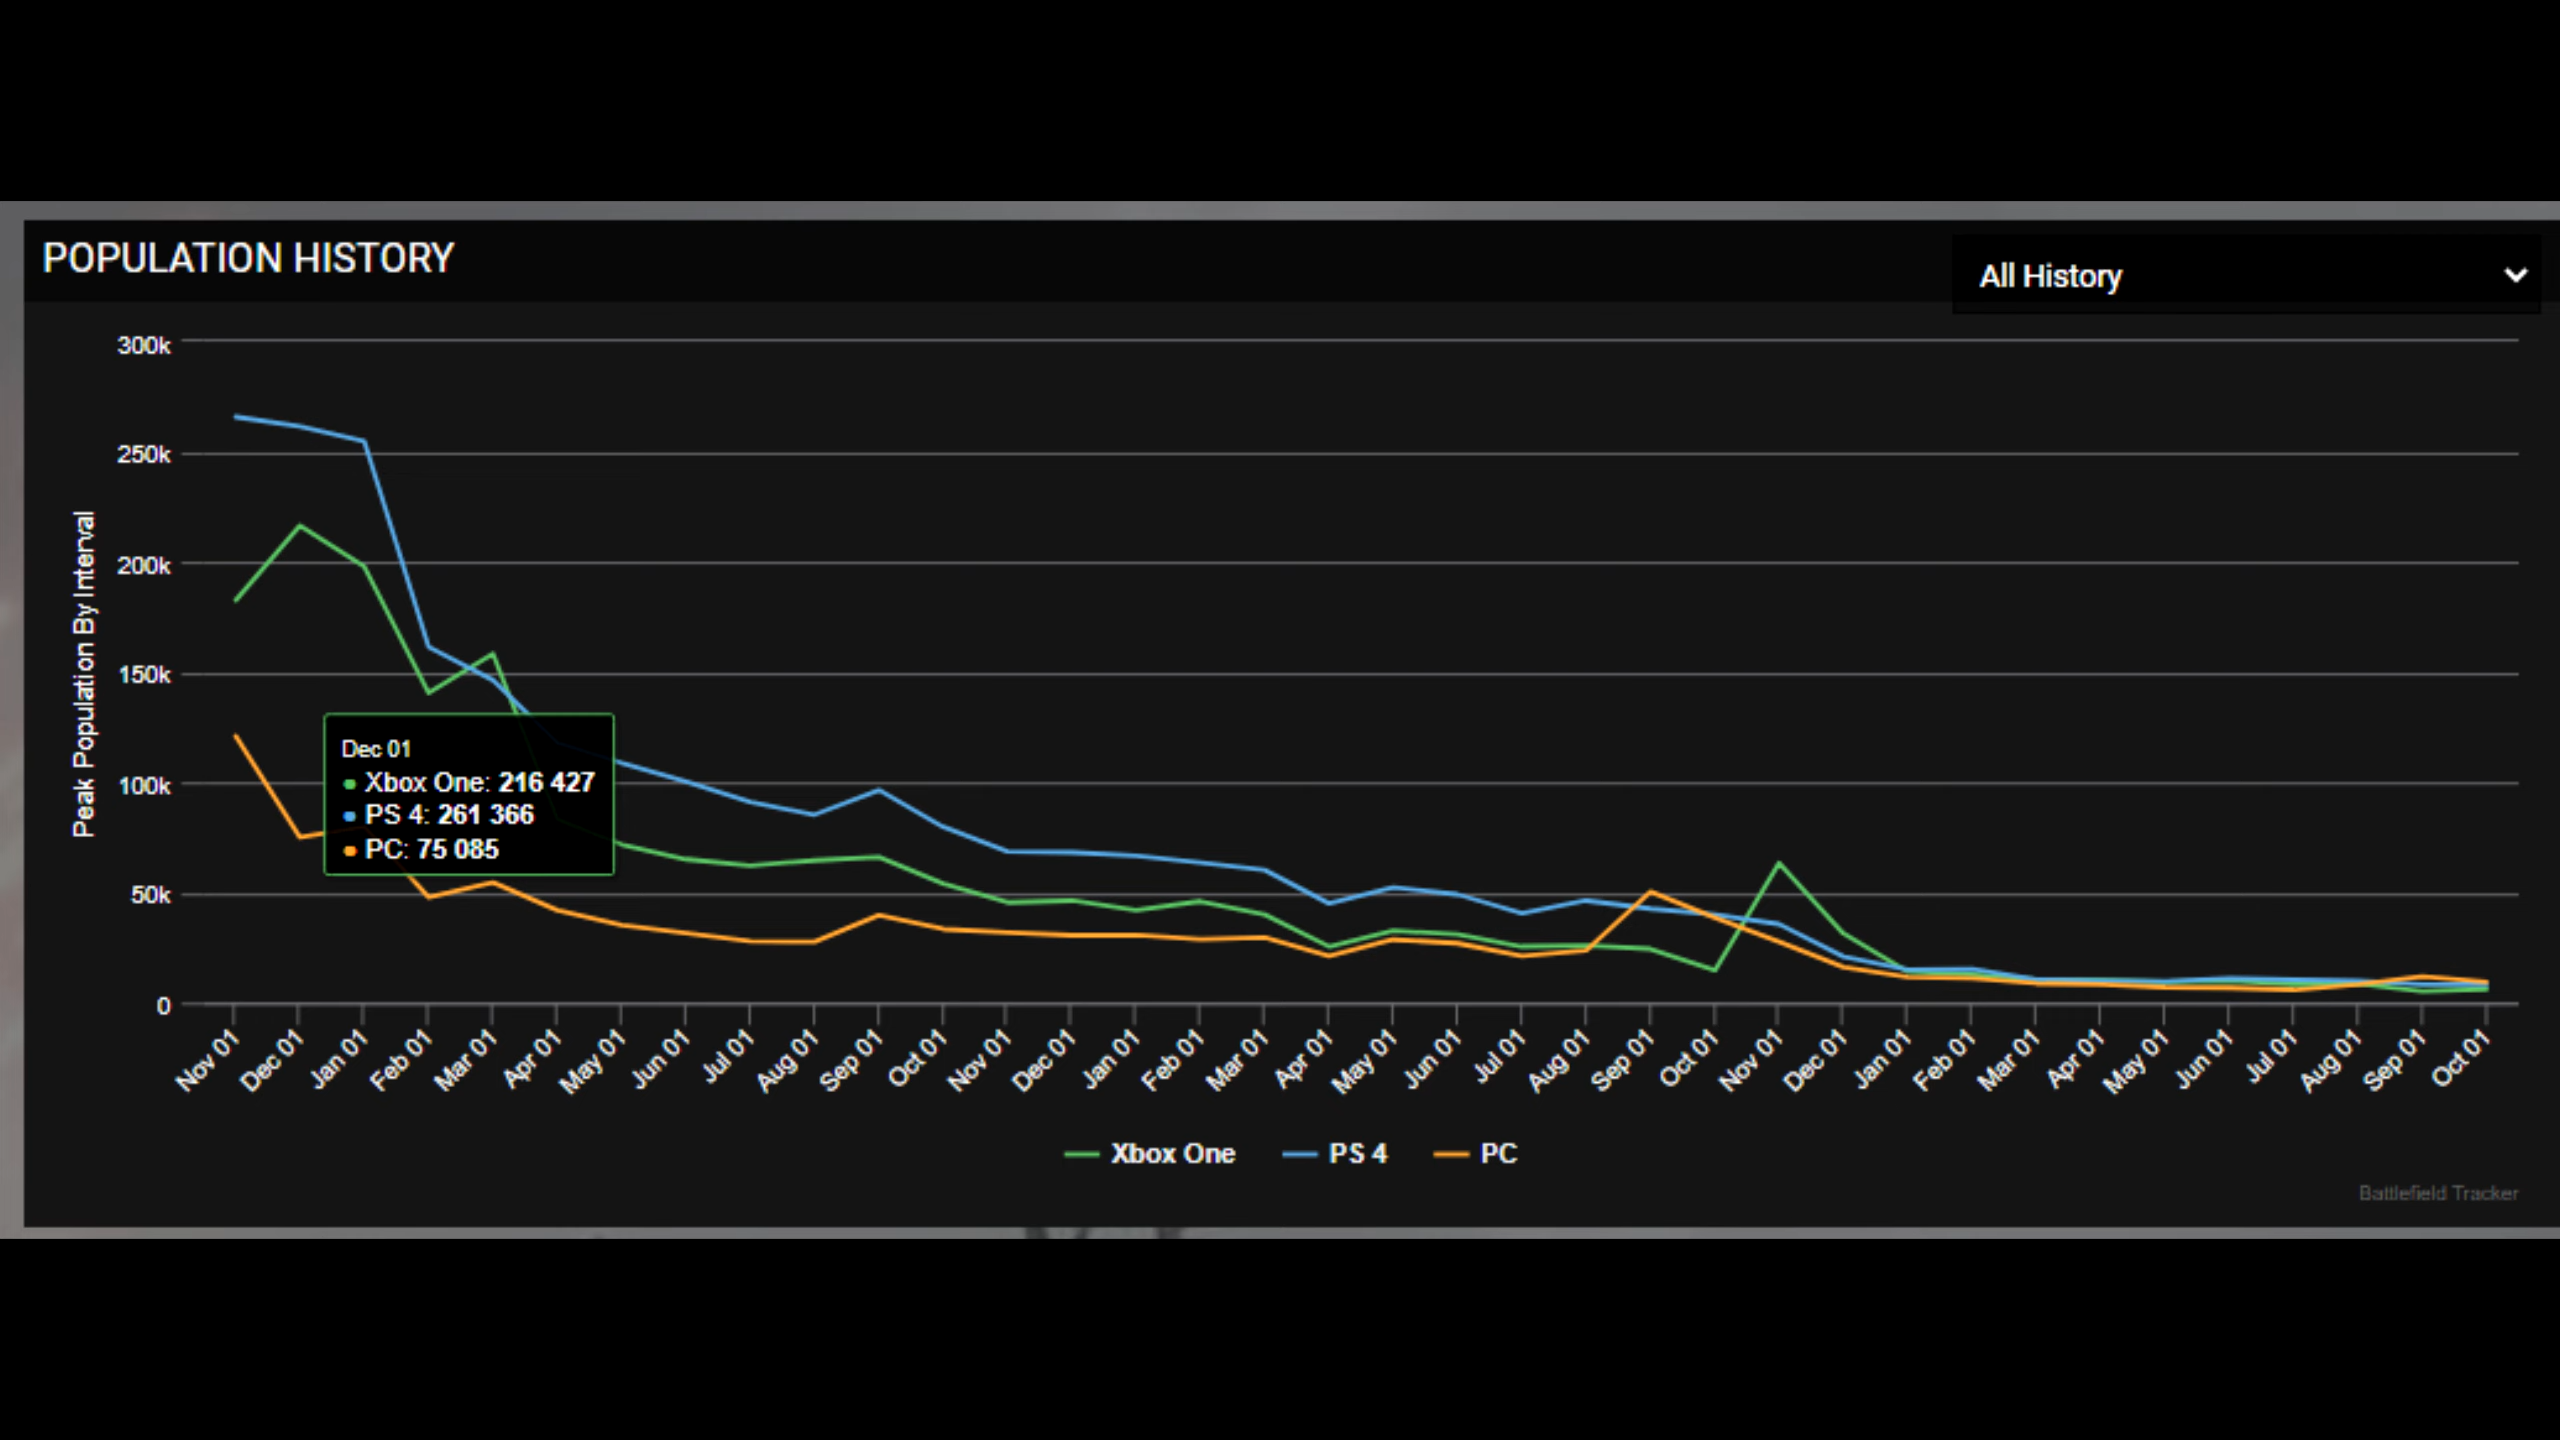 POPULATION HISTORY
All History
Peak Population By Interval
300k
250k
200k
150k
100k
50k
0
Dec 01
Xbox One: 216 427
PS 4: 261 366
PC: 75 085
Nov 01 Dec 01 Jan 01 Feb 01 Mar 01 Apr 01 May 01 Jun 01 Jul 01 Aug 01 Sep 01 Oct 01 Nov 01 Dec 01 Jan 01 Feb 01 Mar 01 Apr 01 May 01 Jun 01 Jul 01 Aug 01 Sep 01 Oct 01 Nov 01 Dec 01 Jan 01 Feb 01 Mar 01 Apr 01 May 01 Jun 01 Jul 01 Aug 01 Sep 01 Oct 01
Xbox One PS 4 PC
Battlefield Tracker